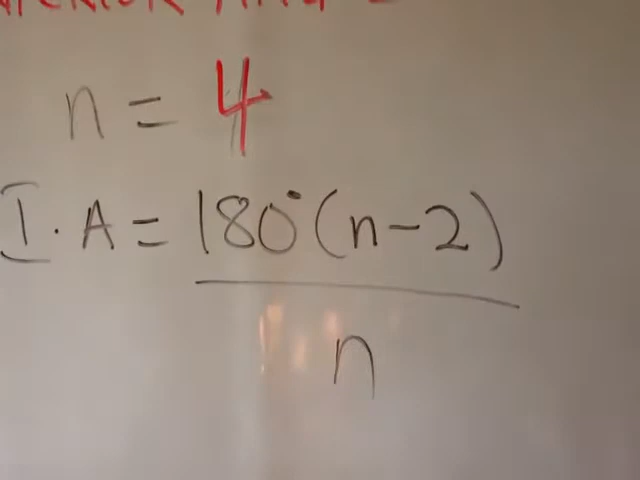 n = 4
I.A = 180°(n-2)
n